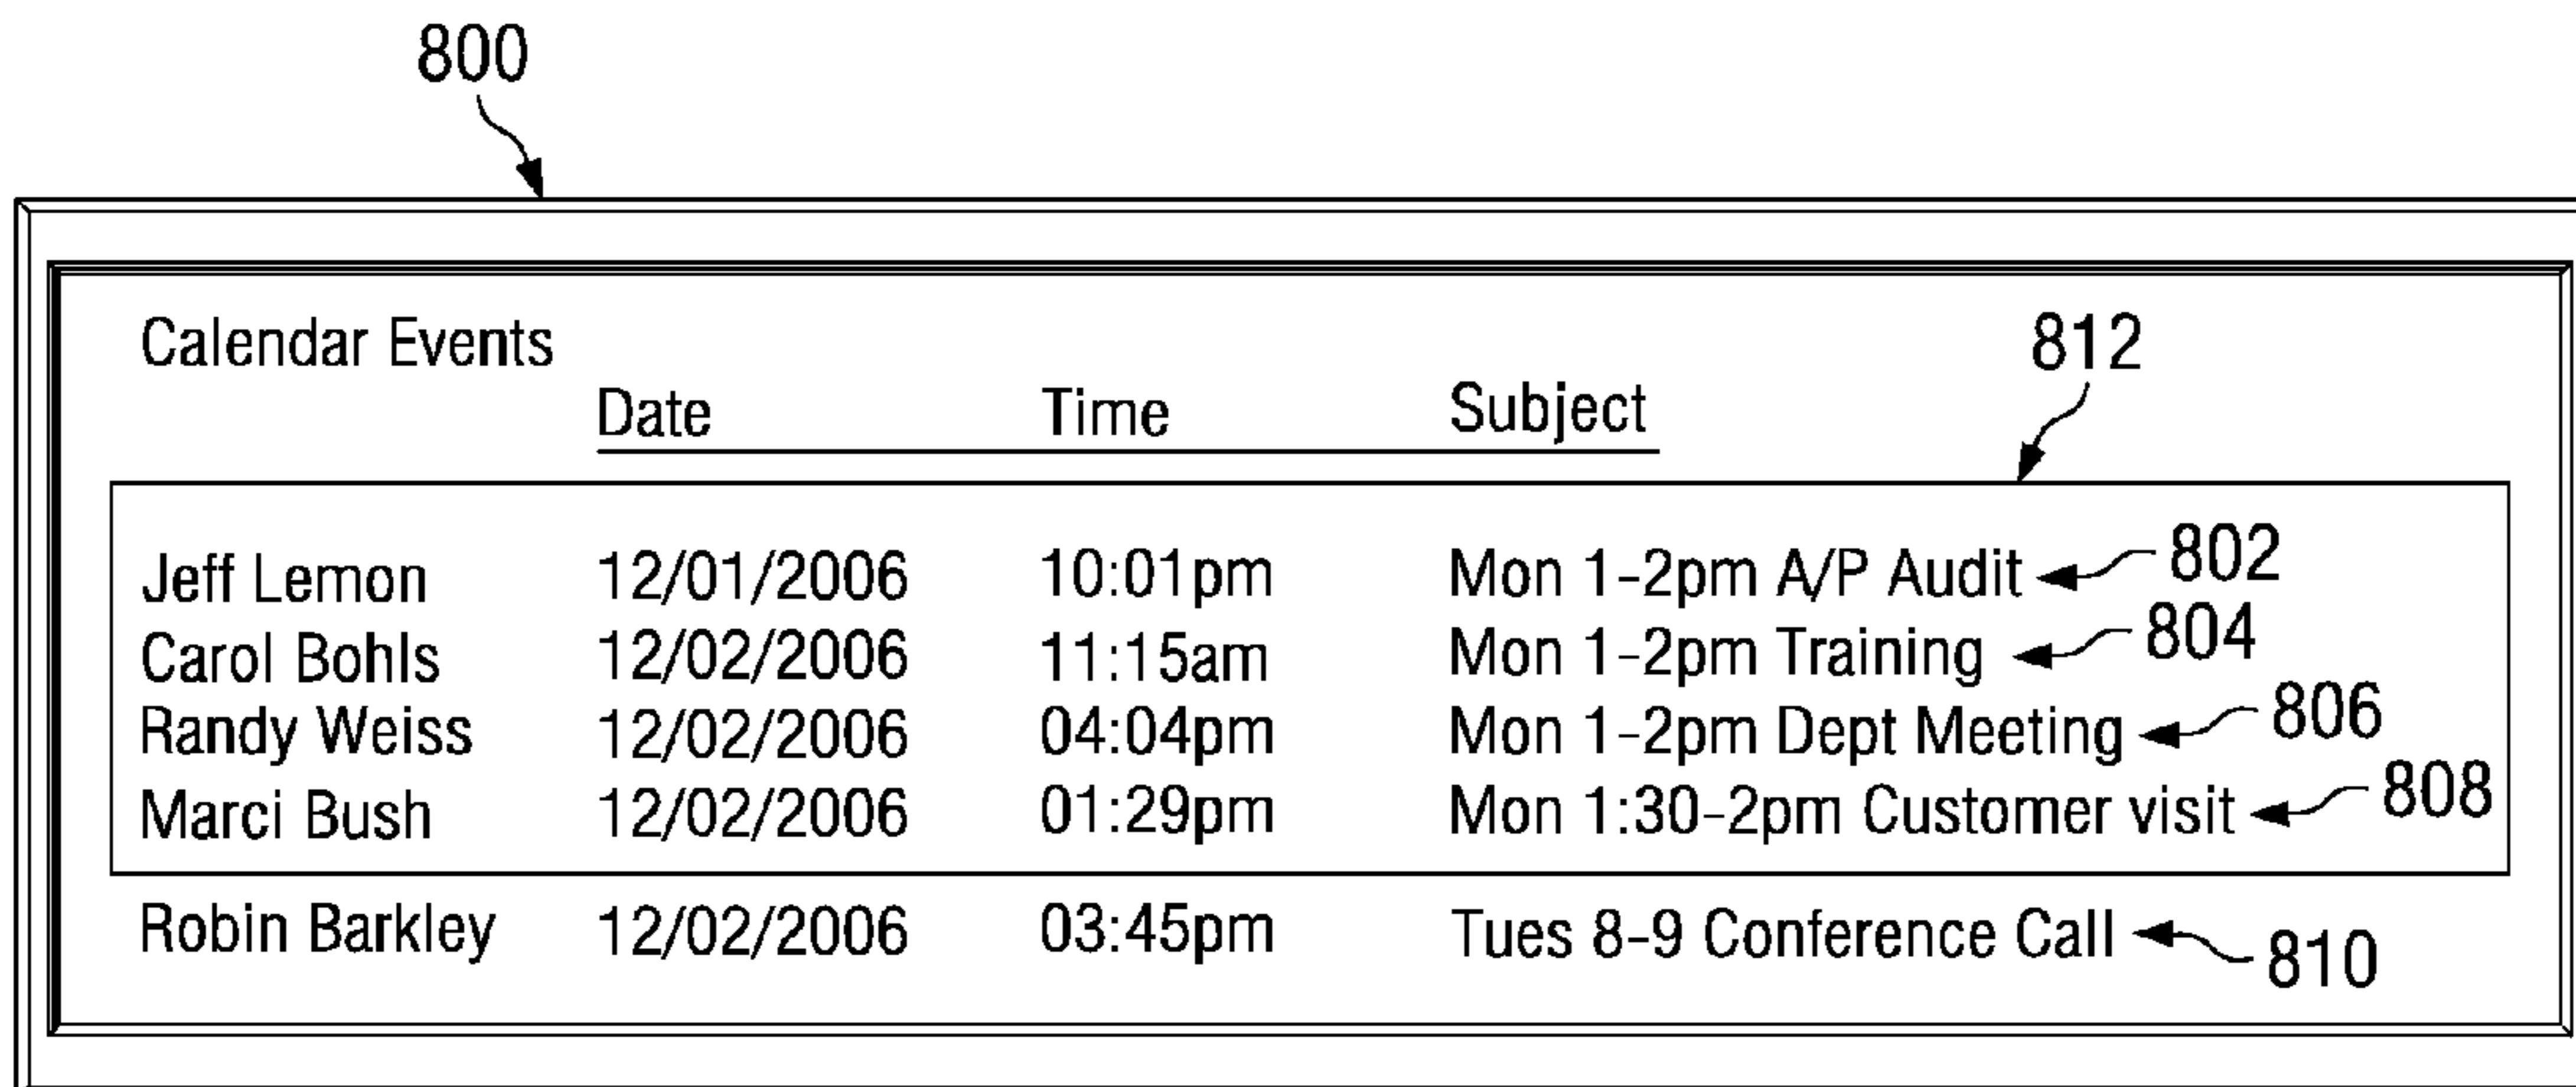 800
Calendar Events
812
Date Time Subject
Jeff Lemon 12/01/2006 10:01pm Mon 1-2pm A/P Audit 802
Carol Bohls 12/02/2006 11:15am Mon 1-2pm Training 804
Randy Weiss 12/02/2006 04:04pm Mon 1-2pm Dept Meeting 806
Marci Bush 12/02/2006 01:29pm Mon 1:30-2pm Customer visit 808
Robin Barkley 12/02/2006 03:45pm Tues 8-9 Conference Call 810